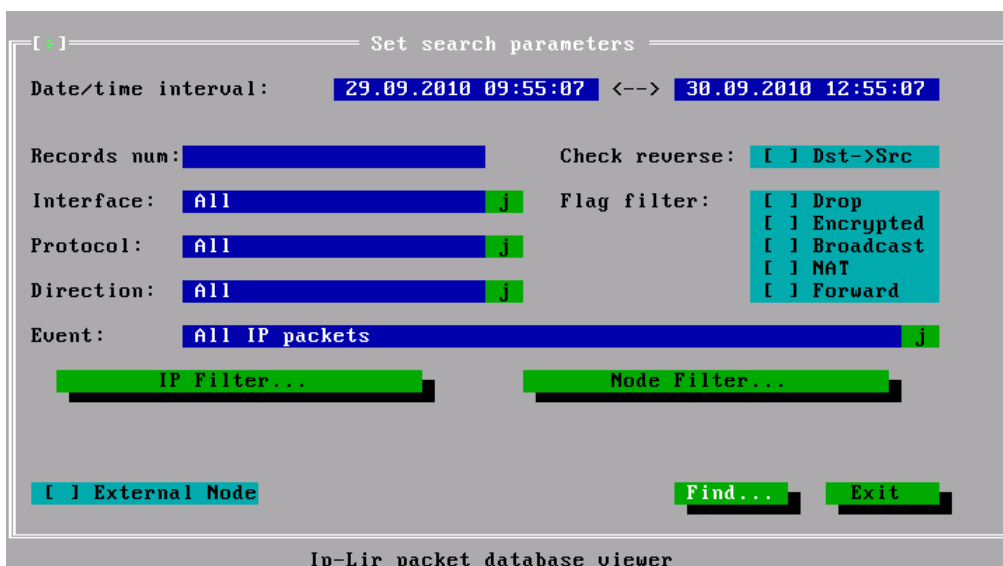 [↕] Set search parameters
Date/time interval: 29.09.2010 09:55:07 <--> 30.09.2010 12:55:07
Records num: Check reverse: [ ] Dst->Src
Interface: All j Flag filter: [ ] Drop
[ ] Encrypted
Protocol: All j [ ] Broadcast
[ ] NAT
Direction: All j [ ] Forward
Event: All IP packets j
IP Filter... Node Filter...
[ ] External Node Find... Exit
Ip-Lir packet database viewer